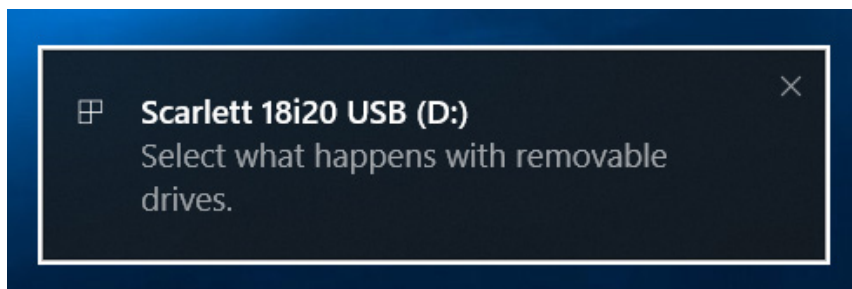 Scarlett 18i20 USB (D:)
Select what happens with removable
drives.